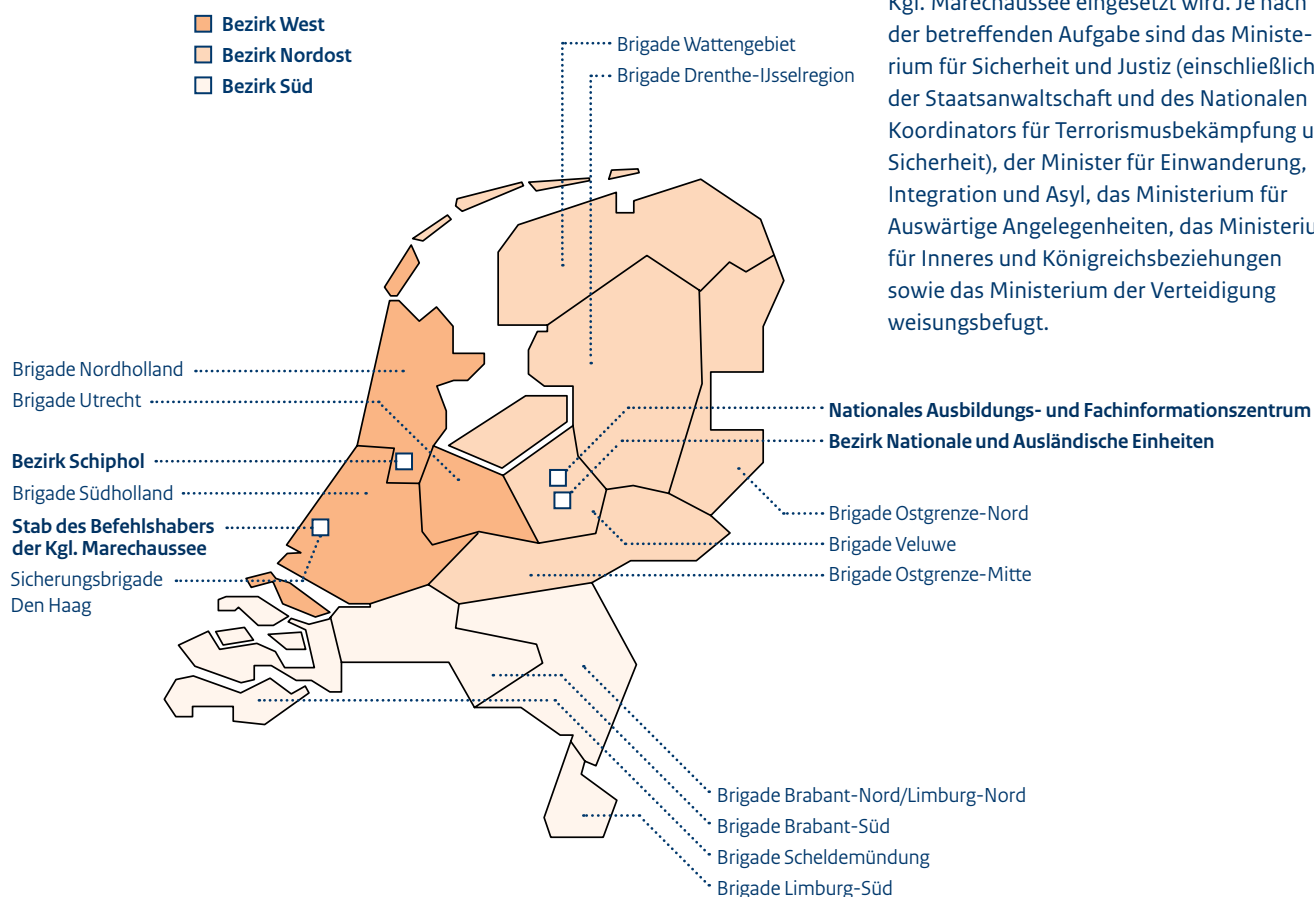 Bezirk West
Bezirk Nordost
Bezirk Süd
Brigade Wattengebiet
Brigade Drenthe-IJsselregion
Kgl. Marechaussee eingesetzt wird. Je nach
der betreffenden Aufgabe sind das Ministe-
rium für Sicherheit und Justiz (einschließlich
der Staatsanwaltschaft und des Nationalen
Koordinators für Terrorismusbekämpfung u
Sicherheit), der Minister für Einwanderung,
Integration und Asyl, das Ministerium für
Auswärtige Angelegenheiten, das Ministeriu
für Inneres und Königreichsbeziehungen
sowie das Ministerium der Verteidigung
weisungsbefugt.
Brigade Nordholland
Brigade Utrecht
Bezirk Schiphol
Brigade Südholland
Stab des Befehlshabers
der Kgl. Marechaussee
Sicherungsbrigade
Den Haag
Nationales Ausbildungs- und Fachinformationszentrum
Bezirk Nationale und Ausländische Einheiten
Brigade Ostgrenze-Nord
Brigade Veluwe
Brigade Ostgrenze-Mitte
Brigade Brabant-Nord/Limburg-Nord
Brigade Brabant-Süd
Brigade Scheldemündung
Brigade Limburg-Süd